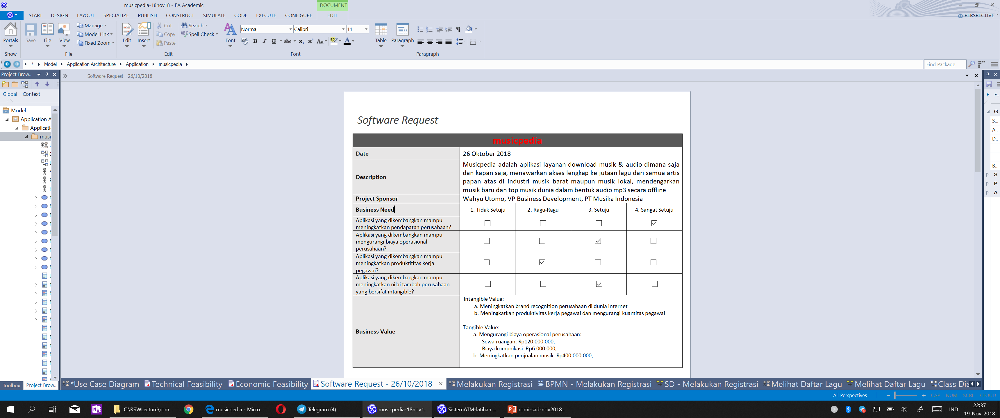 musicpedia-18nov18 - EA Academic
DOCUMENT
START DESIGN LAYOUT SPECIALIZE PUBLISH CONSTRUCT SIMULATE CODE EXECUTE CONFIGURE EDIT
PERSPECTIVE
Portals Save File View
Manage
Model Link
Fixed Zoom
Edit Insert
Cut
Copy
Paste
Search
Spell Check
Font
Normal Calibri 11
Table Paragraph
Show File Edit Font Paragraph
/ Model Application Architecture Application musicpedia
Find Package
Project Brow...
Global Context
Model
Application A
Applicati
musi
Toolbox Project Brow...
Software Request - 26/10/2018
Software Request
musicpedia
Date 26 Oktober 2018
Description
Musicpedia adalah aplikasi layanan download musik & audio dimana saja
dan kapan saja, menawarkan akses lengkap ke jutaan lagu dari semua artis
papan atas di industri musik barat maupun musik lokal, mendengarkan
musik baru dan top musik dunia dalam bentuk audio mp3 secara offline
Project Sponsor Wahyu Utomo, VP Business Development, PT Musika Indonesia
Business Need 1. Tidak Setuju 2. Ragu-Ragu 3. Setuju 4. Sangat Setuju
Aplikasi yang dikembangkan mampu
meningkatkan pendapatan perusahaan?
Aplikasi yang dikembangkan mampu
mengurangi biaya operasional
perusahaan?
Aplikasi yang dikembangkan mampu
meningkatkan produktifitas kerja
pegawai?
Aplikasi yang dikembangkan mampu
meningkatkan nilai tambah perusahaan
yang bersifat intangible?
Business Value
Intangible Value:
a. Meningkatkan brand recognition perusahaan di dunia internet
b. Meningkatkan produktivitas kerja pegawai dan mengurangi kuantitas pegawai
Tangible Value:
a. Mengurangi biaya operasional perusahaan:
- Sewa ruangan: Rp120.000.000,-
- Biaya komunikasi: Rp6.000.000,-
b. Meningkatkan penjualan musik: Rp400.000.000,-
E.. F..
G
S...
A...
D..
B...
S.
P.
A.
*Use Case Diagram Technical Feasibility Economic Feasibility Software Request - 26/10/2018 Melakukan Registrasi BPMN - Melakukan Registrasi SD - Melakukan Registrasi Melihat Daftar Lagu Melihat Daftar Lagu Class Dia
All Perspectives CAP NUM SCRL CLOUD
C:\RSWLecture\rom... musicpedia - Micro... Telegram (4) musicpedia-18nov1... SistemATM-latihan ... romi-sad-nov2018....
IND
22:37
19-Nov-2018